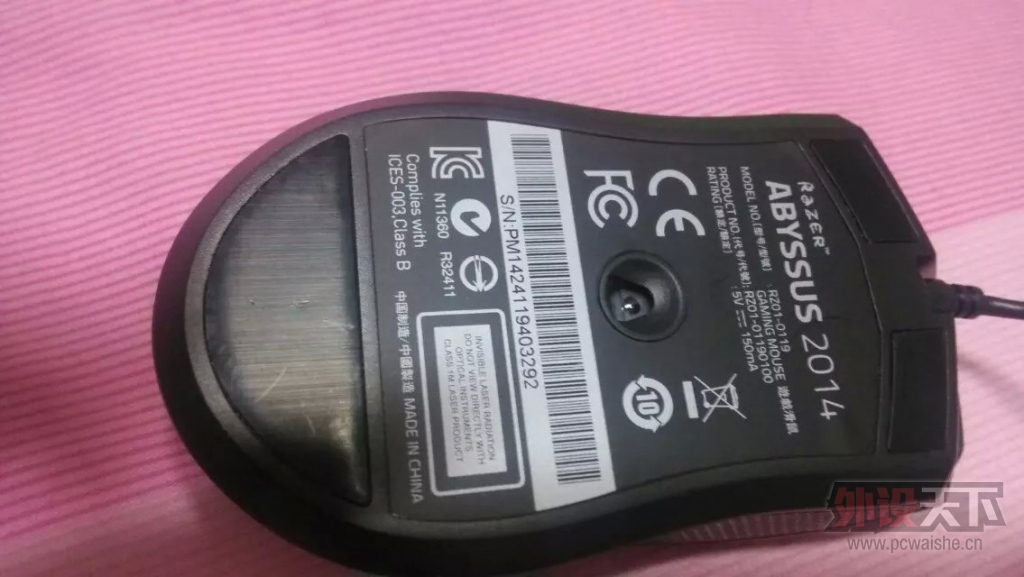 RAZER™
ABYSSUS 2014
MODEL NO.(型号/型號) : RZ01-0119
GAMING MOUSE 遊戲滑鼠
PRODUCT NO.(代号/代號) : RZ01-01190100
RATING(额定/額定) : 5V 150mA
CE
FC
10
S/N:PM1424119403292
N11360
R32411
Complies with
ICES-003,Class B
INVISIBLE LASER RADIATION
DO NOT VIEW DIRECTLY WITH
OPTICAL INSTRUMENTS
CLASS 1M LASER PRODUCT
中国制造/中國製造 MADE IN CHINA
外设天下
www.pcwaishe.cn